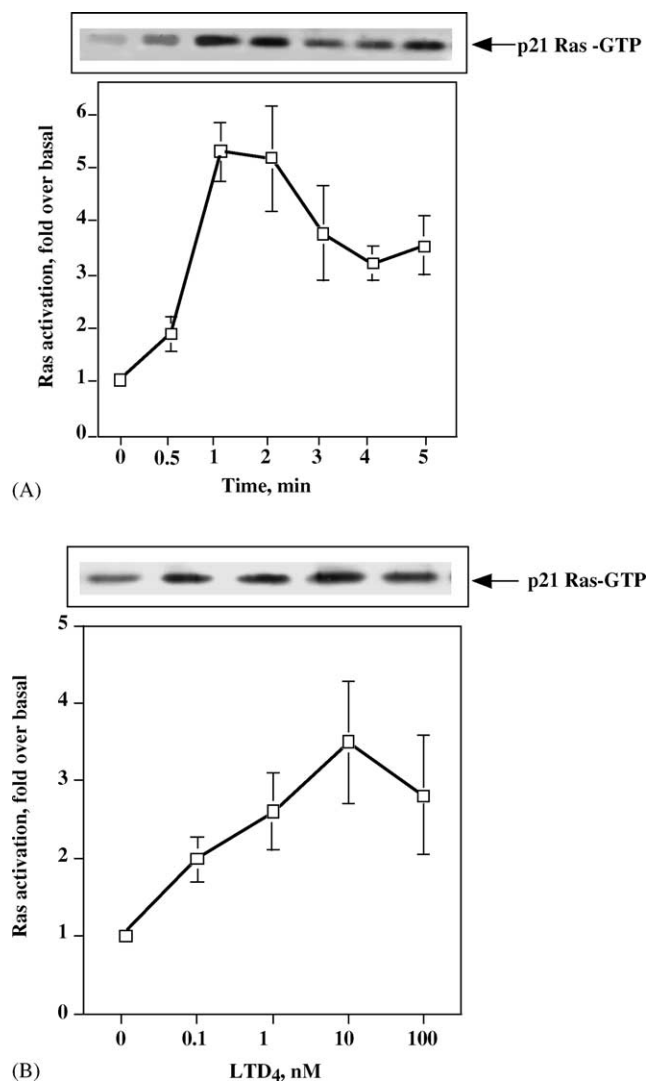 p21 Ras -GTP
6
5
4
3
2
1
0
Ras activation, fold over basal
0 0.5 1 2 3 4 5
Time, min
(A)
p21 Ras-GTP
5
4
3
2
1
0
Ras activation, fold over basal
0 0.1 1 10 100
LTD₄, nM
(B)